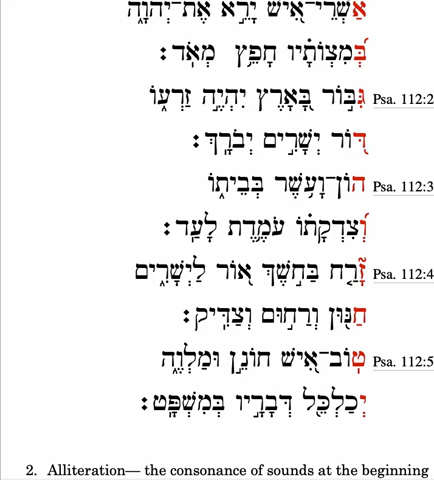 אַשְׁרֵי־אִ֭ישׁ יָרֵ֣א אֶת־יְהוָ֑ה
בְּ֝מִצְוֺתָ֗יו חָפֵ֥ץ מְאֹֽד׃
גִּבּ֣וֹר בָּ֭אָרֶץ יִהְיֶ֣ה זַרְע֑וֹ Psa. 112:2
דּ֭וֹר יְשָׁרִ֣ים יְבֹרָֽךְ׃
הוֹן־וָעֹ֥שֶׁר בְּבֵית֑וֹ Psa. 112:3
וְ֝צִדְקָת֗וֹ עֹמֶ֥דֶת לָעַֽד׃
זָ֘רַ֤ח בַּחֹ֣שֶׁךְ א֭וֹר לַיְשָׁרִ֑ים Psa. 112:4
חַנּ֖וּן וְרַח֣וּם וְצַדִּֽיק׃
טֽוֹב־אִ֭ישׁ חוֹנֵ֣ן וּמַלְוֶ֑ה Psa. 112:5
יְכַלְכֵּ֖ל דְּבָרָ֣יו בְּמִשְׁפָּֽט׃
2. Alliteration— the consonance of sounds at the beginning